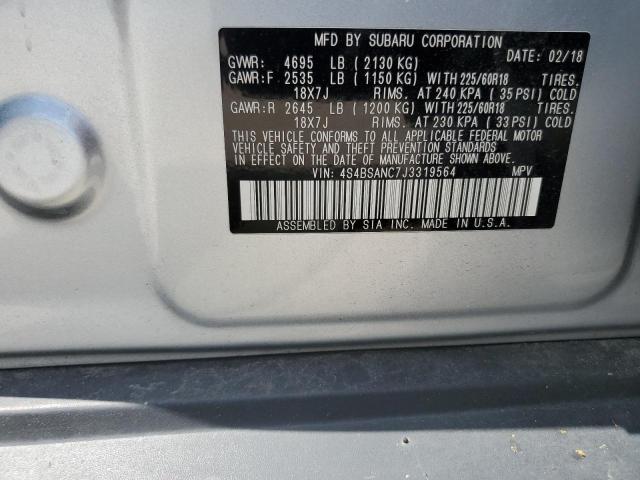 MFD BY SUBARU CORPORATION
DATE: 02/18
GVWR: 4695 LB (2130 KG)
GAWR:F 2535 LB (1150 KG) WITH 225/60R18 TIRES.
18X7J RIMS. AT 240 KPA (35 PSI) COLD
GAWR:R 2645 LB (1200 KG) WITH 225/60R18 TIRES.
18X7J RIMS. AT 230 KPA (33 PSI) COLD
THIS VEHICLE CONFORMS TO ALL APPLICABLE FEDERAL MOTOR
VEHICLE SAFETY AND THEFT PREVENTION STANDARDS
IN EFFECT ON THE DATE OF MANUFACTURE SHOWN ABOVE.
VIN: 4S4BSANC7J3319564 MPV
ASSEMBLED BY SIA INC. MADE IN U.S.A.